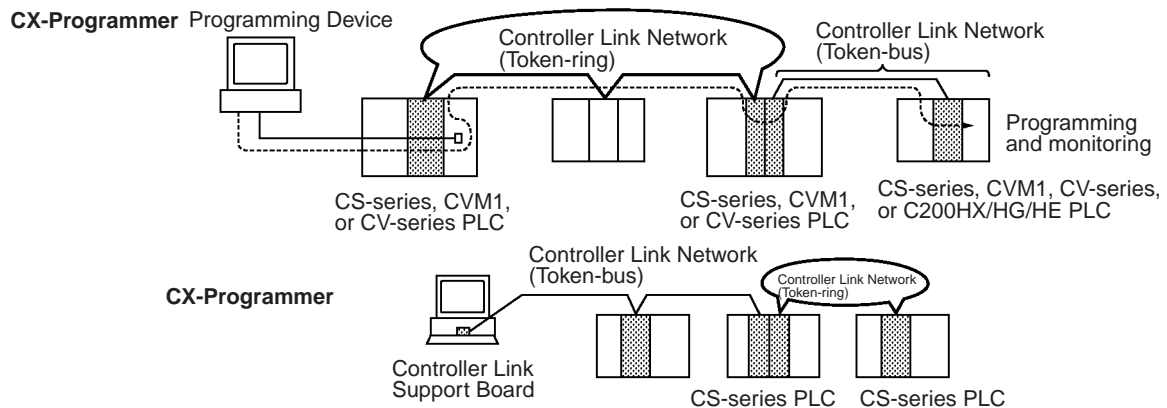 CX-Programmer Programming Device
Controller Link Network
(Token-ring)
Controller Link Network
(Token-bus)
Programming
and monitoring
CS-series, CVM1,
or CV-series PLC
CS-series, CVM1,
or CV-series PLC
CS-series, CVM1, CV-series,
or C200HX/HG/HE PLC
CX-Programmer
Controller Link Network
(Token-bus)
Controller Link Network
(Token-ring)
Controller Link
Support Board
CS-series PLC
CS-series PLC